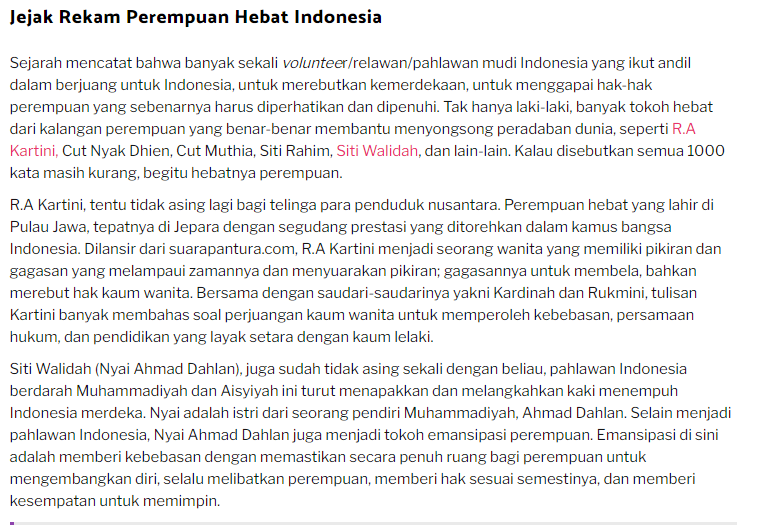 Jejak Rekam Perempuan Hebat Indonesia
Sejarah mencatat bahwa banyak sekali volunteer/relawan/pahlawan mudi Indonesia yang ikut andil
dalam berjuang untuk Indonesia, untuk merebutkan kemerdekaan, untuk menggapai hak-hak
perempuan yang sebenarnya harus diperhatikan dan dipenuhi. Tak hanya laki-laki, banyak tokoh hebat
dari kalangan perempuan yang benar-benar membantu menyongsong peradaban dunia, seperti R.A
Kartini, Cut Nyak Dhien, Cut Muthia, Siti Rahim, Siti Walidah, dan lain-lain. Kalau disebutkan semua 1000
kata masih kurang, begitu hebatnya perempuan.
R.A Kartini, tentu tidak asing lagi bagi telinga para penduduk nusantara. Perempuan hebat yang lahir di
Pulau Jawa, tepatnya di Jepara dengan segudang prestasi yang ditorehkan dalam kamus bangsa
Indonesia. Dilansir dari suarapantura.com, R.A Kartini menjadi seorang wanita yang memiliki pikiran dan
gagasan yang melampaui zamannya dan menyuarakan pikiran; gagasannya untuk membela, bahkan
merebut hak kaum wanita. Bersama dengan saudari-saudarinya yakni Kardinah dan Rukmini, tulisan
Kartini banyak membahas soal perjuangan kaum wanita untuk memperoleh kebebasan, persamaan
hukum, dan pendidikan yang layak setara dengan kaum lelaki.
Siti Walidah (Nyai Ahmad Dahlan), juga sudah tidak asing sekali dengan beliau, pahlawan Indonesia
berdarah Muhammadiyah dan Aisyiyah ini turut menapakkan dan melangkahkan kaki menempuh
Indonesia merdeka. Nyai adalah istri dari seorang pendiri Muhammadiyah, Ahmad Dahlan. Selain menjadi
pahlawan Indonesia, Nyai Ahmad Dahlan juga menjadi tokoh emansipasi perempuan. Emansipasi di sini
adalah memberi kebebasan dengan memastikan secara penuh ruang bagi perempuan untuk
mengembangkan diri, selalu melibatkan perempuan, memberi hak sesuai semestinya, dan memberi
kesempatan untuk memimpin.